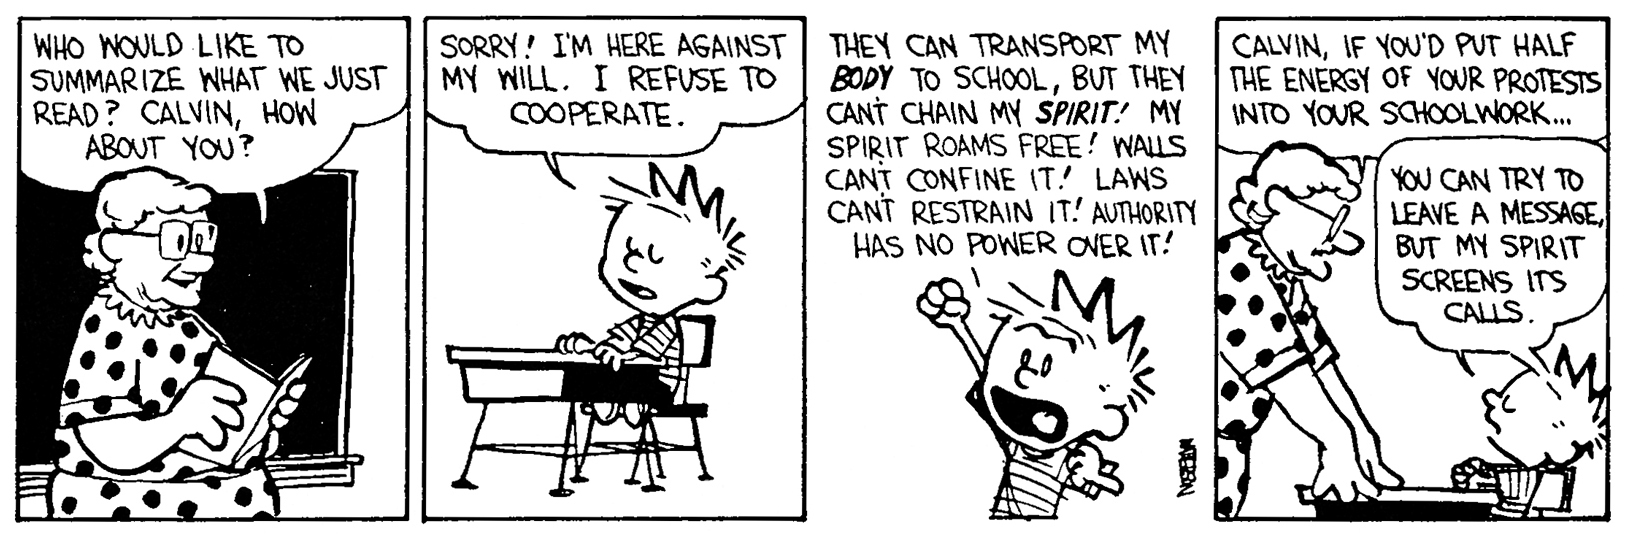 WHO WOULD LIKE TO
SUMMARIZE WHAT WE JUST
READ? CALVIN, HOW
ABOUT YOU?
SORRY! I'M HERE AGAINST
MY WILL. I REFUSE TO
COOPERATE.
THEY CAN TRANSPORT MY
BODY TO SCHOOL, BUT THEY
CAN'T CHAIN MY SPIRIT! MY
SPIRIT ROAMS FREE! WALLS
CAN'T CONFINE IT! LAWS
CAN'T RESTRAIN IT! AUTHORITY
HAS NO POWER OVER IT!
CALVIN, IF YOU'D PUT HALF
THE ENERGY OF YOUR PROTESTS
INTO YOUR SCHOOLWORK...
YOU CAN TRY TO
LEAVE A MESSAGE,
BUT MY SPIRIT
SCREENS ITS
CALLS.